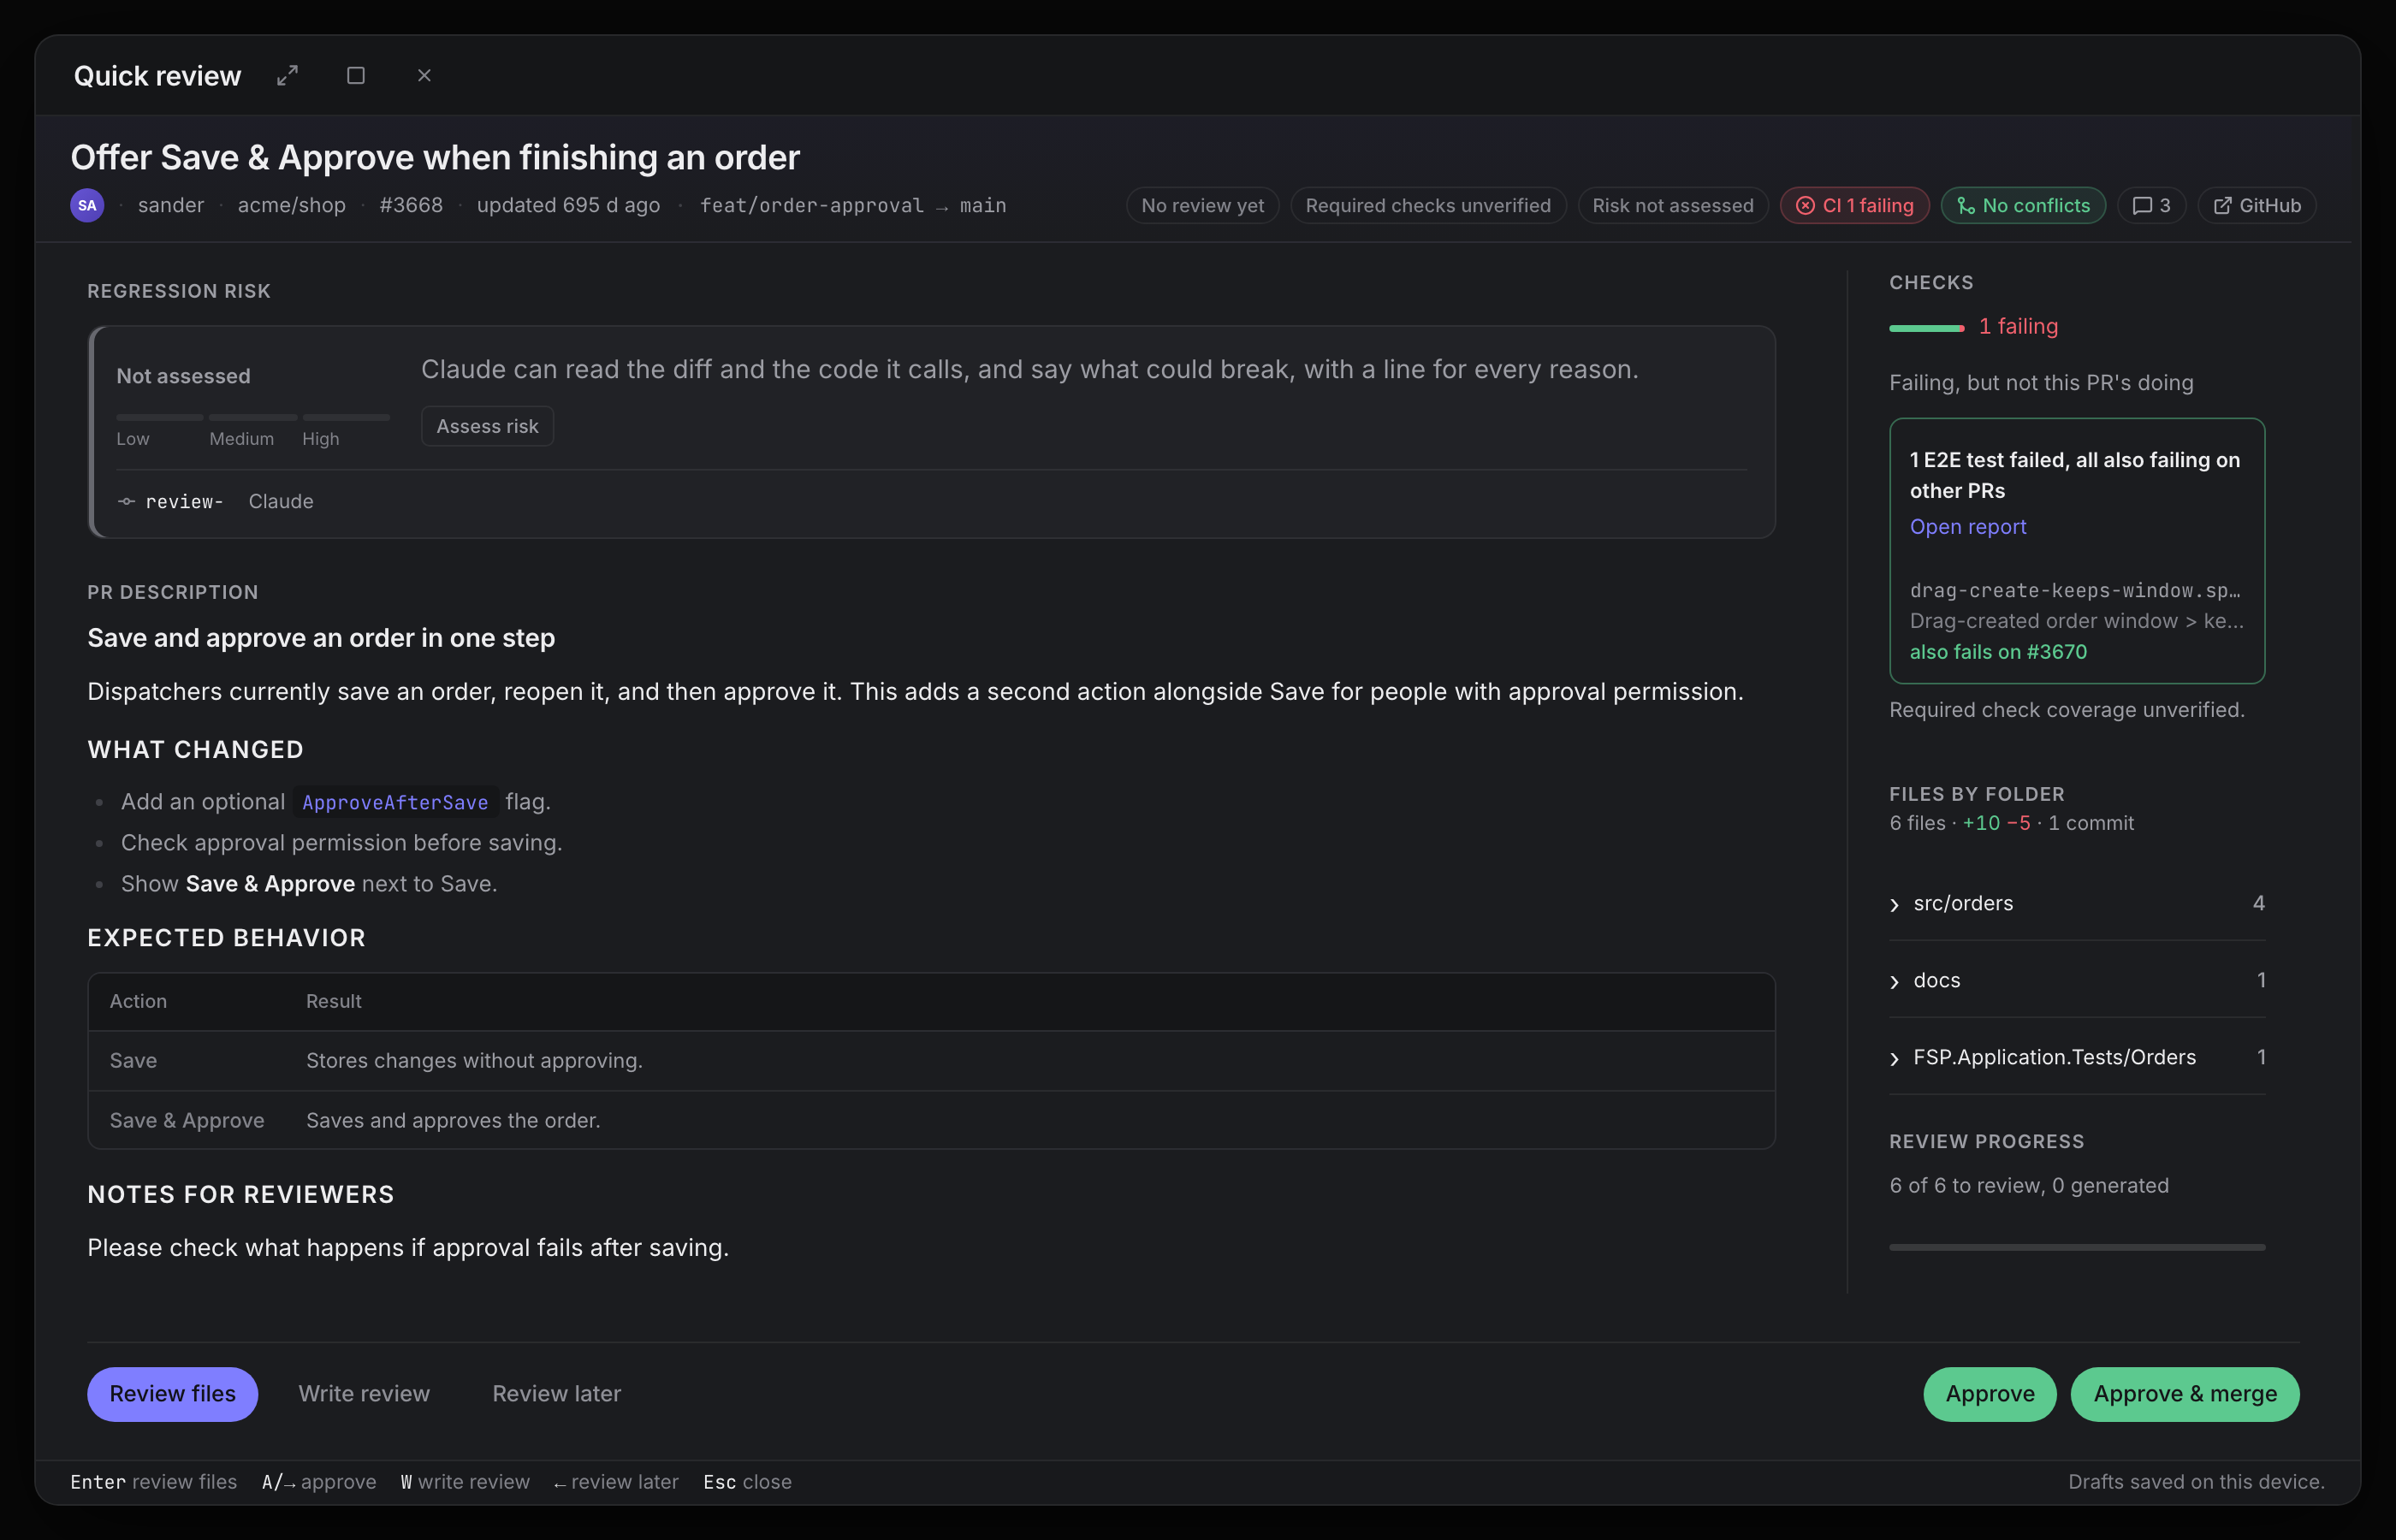 Quick review
Offer Save & Approve when finishing an order
SA · sander · acme/shop · #3668 · updated 695 d ago · feat/order-approval → main
No review yet
Required checks unverified
Risk not assessed
CI 1 failing
No conflicts
3
GitHub
REGRESSION RISK
Not assessed
Low Medium High
Claude can read the diff and the code it calls, and say what could break, with a line for every reason.
Assess risk
review- Claude
PR DESCRIPTION
Save and approve an order in one step
Dispatchers currently save an order, reopen it, and then approve it. This adds a second action alongside Save for people with approval permission.
WHAT CHANGED
• Add an optional ApproveAfterSave flag.
• Check approval permission before saving.
• Show Save & Approve next to Save.
EXPECTED BEHAVIOR
Action Result
Save Stores changes without approving.
Save & Approve Saves and approves the order.
NOTES FOR REVIEWERS
Please check what happens if approval fails after saving.
CHECKS
1 failing
Failing, but not this PR's doing
1 E2E test failed, all also failing on
other PRs
Open report
drag-create-keeps-window.sp…
Drag-created order window > ke…
also fails on #3670
Required check coverage unverified.
FILES BY FOLDER
6 files · +10 −5 · 1 commit
src/orders 4
docs 1
FSP.Application.Tests/Orders 1
REVIEW PROGRESS
6 of 6 to review, 0 generated
Review files
Write review
Review later
Approve
Approve & merge
Enter review files A/→ approve W write review ← review later Esc close
Drafts saved on this device.